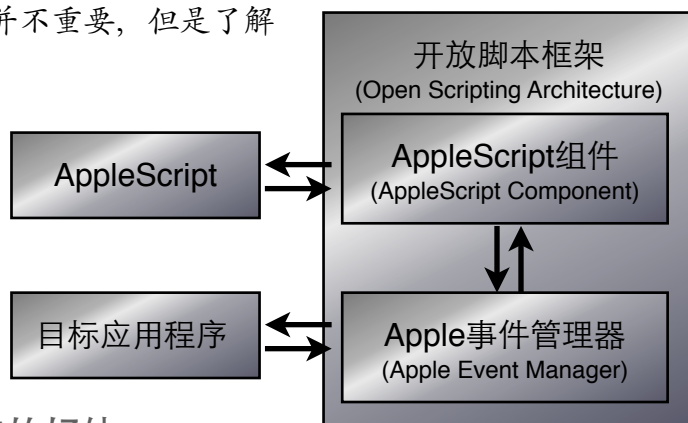 并不重要，但是了解
开放脚本框架
(Open Scripting Architecture)
AppleScript
AppleScript组件
(AppleScript Component)
目标应用程序
Apple事件管理器
(Apple Event Manager)